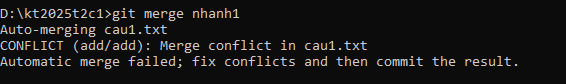 D:\kt2025t2c1>git merge nhanh1
Auto-merging cau1.txt
CONFLICT (add/add): Merge conflict in cau1.txt
Automatic merge failed; fix conflicts and then commit the result.